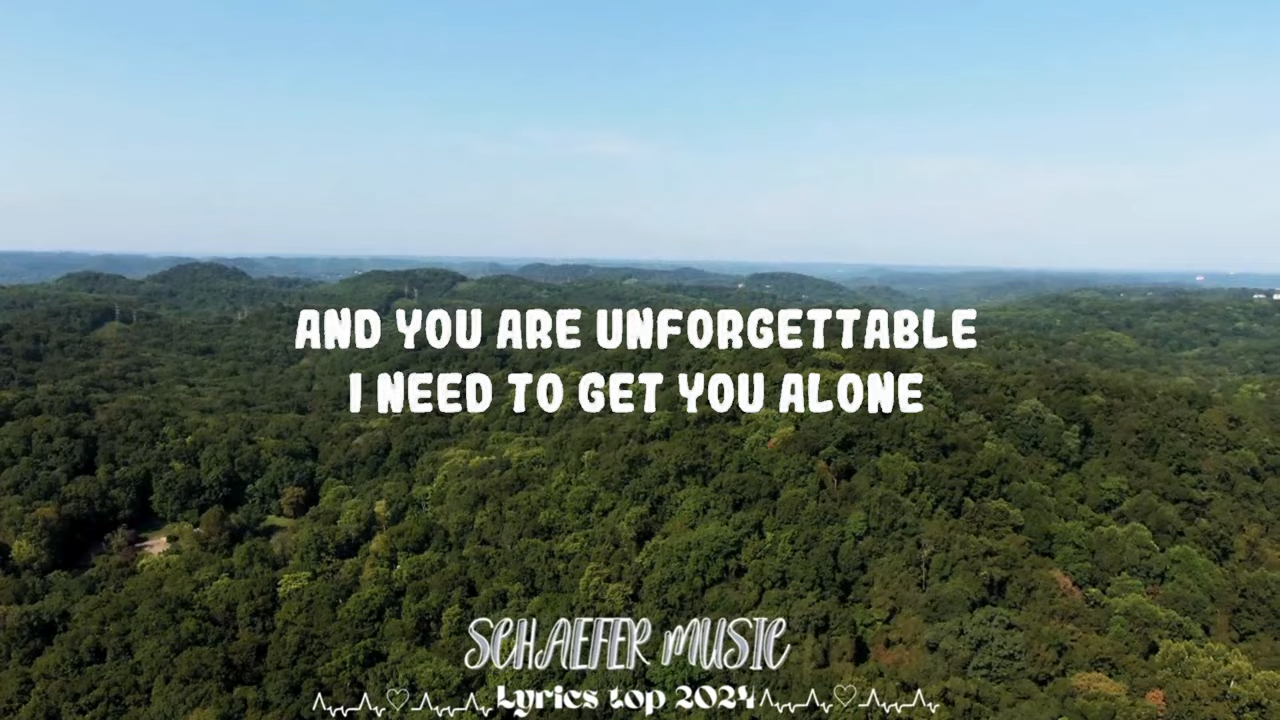 AND YOU ARE UNFORGETTABLE
I NEED TO GET YOU ALONE
SCHAEFER MUSIC
Lyrics top 2024